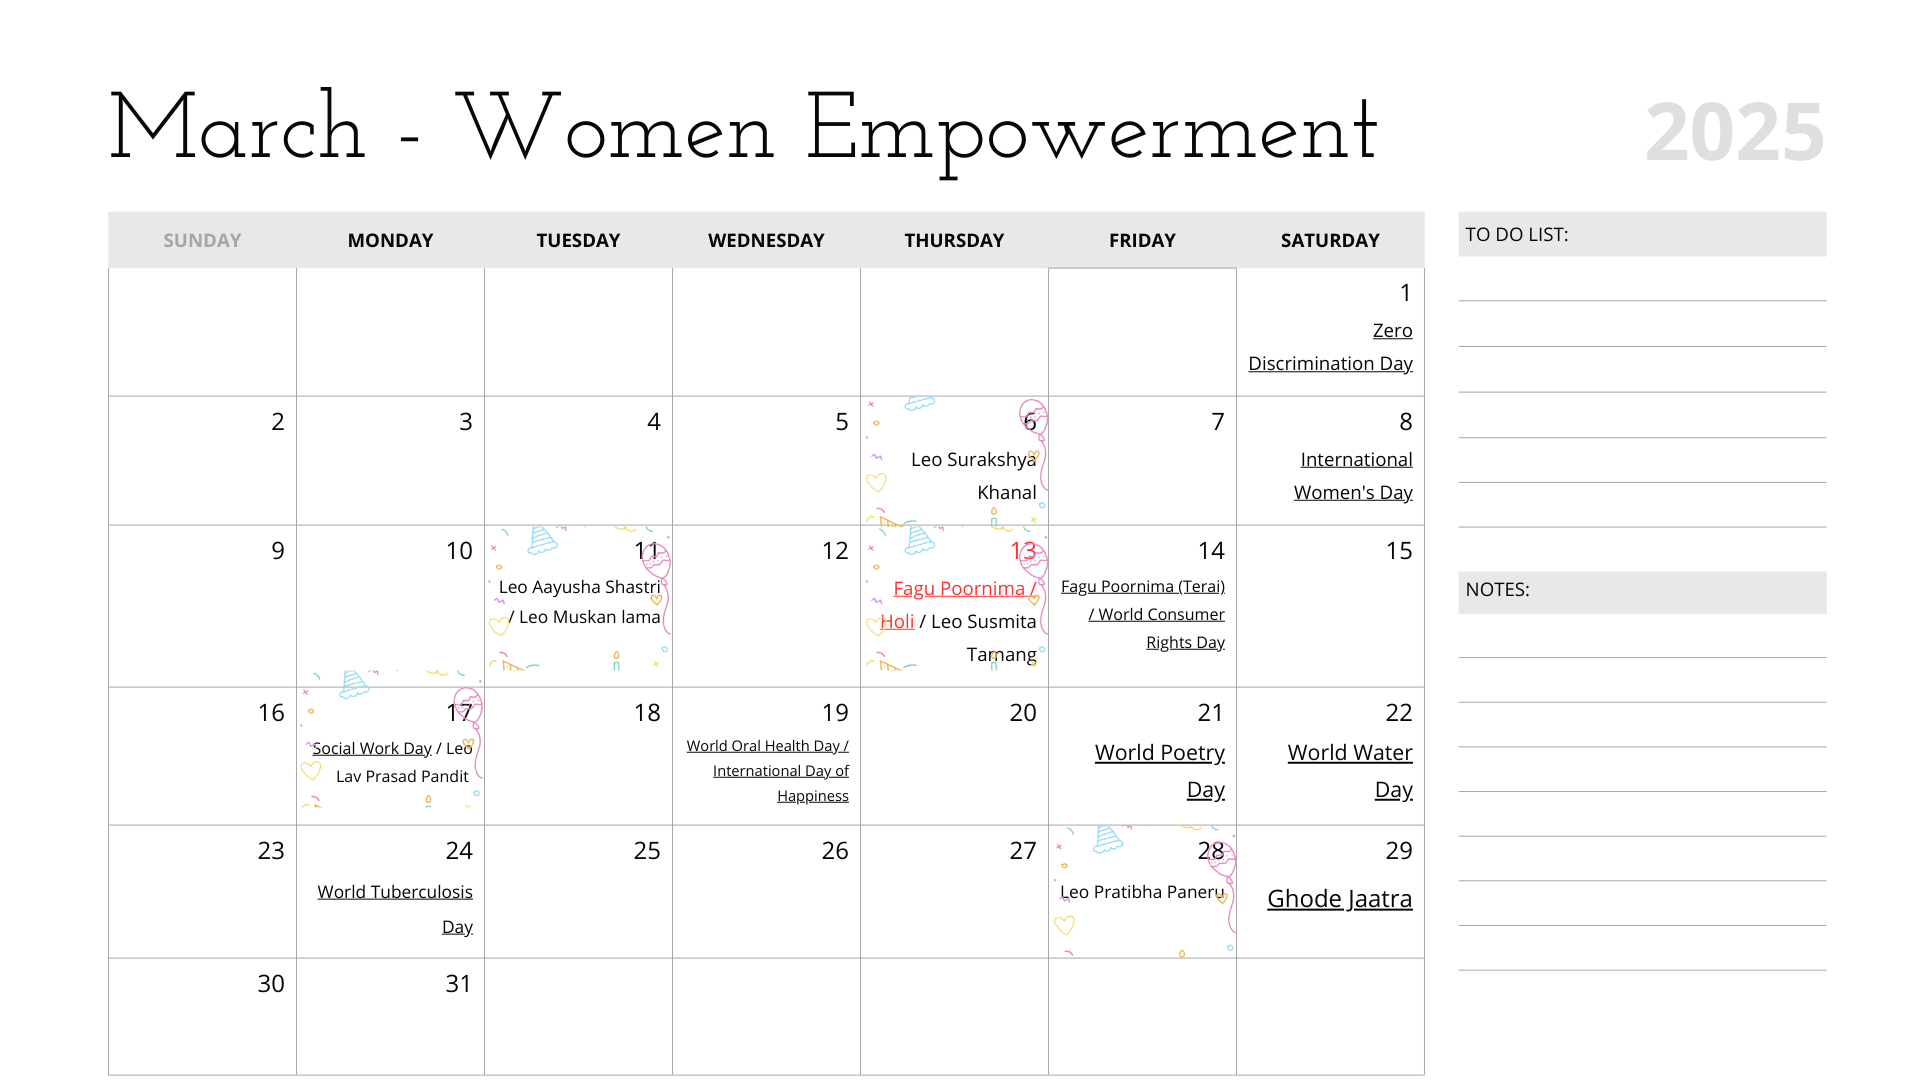 March - Women Empowerment
2025
SUNDAY MONDAY TUESDAY WEDNESDAY THURSDAY FRIDAY SATURDAY
1
Zero
Discrimination Day
2
3
4
5
6
Leo Surakshya
Khanal
7
8
International
Women's Day
9
10
11
Leo Aayusha Shastri
/ Leo Muskan lama
12
13
Fagu Poornima /
Holi / Leo Susmita
Tamang
14
Fagu Poornima (Terai)
/ World Consumer
Rights Day
15
16
17
Social Work Day / Leo
Lav Prasad Pandit
18
19
World Oral Health Day /
International Day of
Happiness
20
21
World Poetry
Day
22
World Water
Day
23
24
World Tuberculosis
Day
25
26
27
28
Leo Pratibha Paneru
29
Ghode Jaatra
30
31
TO DO LIST:
NOTES: